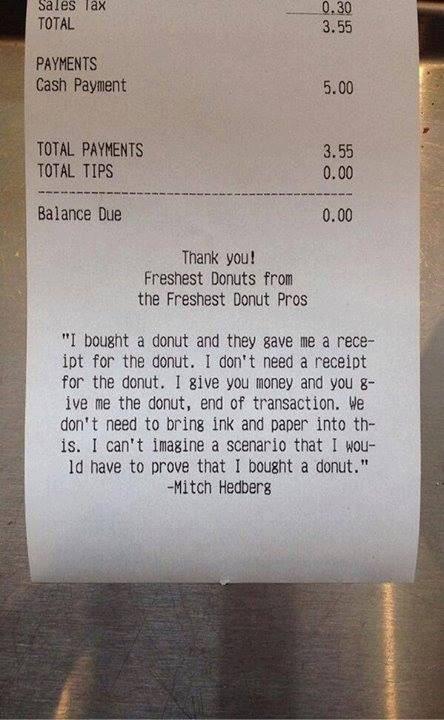 Sales Tax 0.30
TOTAL 3.55
PAYMENTS
Cash Payment 5.00
TOTAL PAYMENTS 3.55
TOTAL TIPS 0.00
Balance Due 0.00
Thank you!
Freshest Donuts from
the Freshest Donut Pros
"I bought a donut and they gave me a rece-
ipt for the donut. I don't need a receipt
for the donut. I give you money and you g-
ive me the donut, end of transaction. We
don't need to bring ink and paper into th-
is. I can't imagine a scenario that I wou-
ld have to prove that I bought a donut."
-Mitch Hedberg